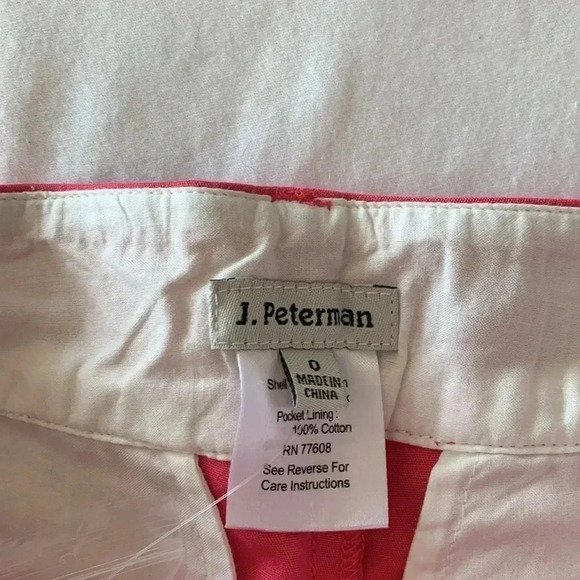 J. Peterman
0
MADE IN
CHINA
Shell
Pocket Lining :
100% Cotton
RN 77608
See Reverse For
Care Instructions